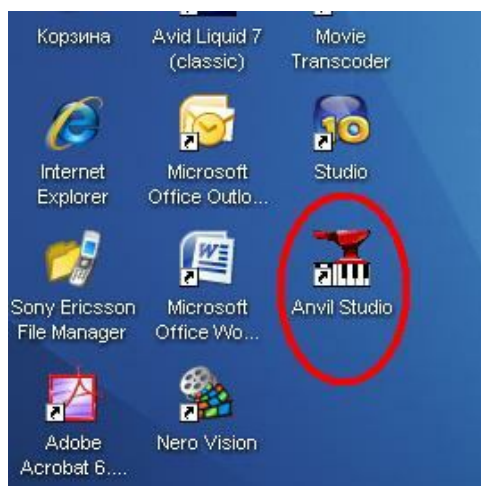 Корзина
Avid Liquid 7
(classic)
Movie
Transcoder
10
Internet
Explorer
Microsoft
Office Outlo...
Studio
Sony Ericsson
File Manager
W
Microsoft
Office Wo...
Anvil Studio
Adobe
Acrobat 6....
Nero Vision